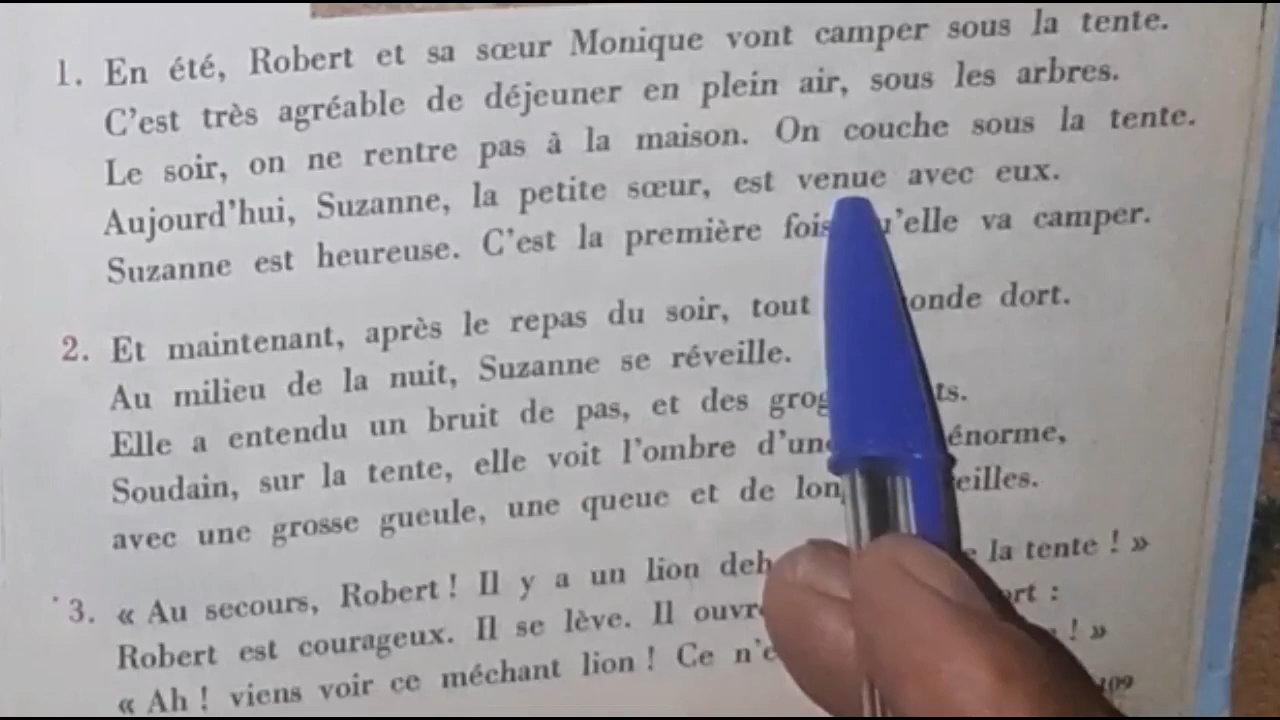 1. En été, Robert et sa sœur Monique vont camper sous la tente.
C'est très agréable de déjeuner en plein air, sous les arbres.
Le soir, on ne rentre pas à la maison. On couche sous la tente.
Aujourd'hui, Suzanne, la petite sœur, est venue avec eux.
Suzanne est heureuse. C'est la première fois qu'elle va camper.
2. Et maintenant, après le repas du soir, tout onde dort.
Au milieu de la nuit, Suzanne se réveille.
Elle a entendu un bruit de pas, et des
Soudain, sur la tente, elle voit l'ombre d'une énorme,
avec une grosse gueule, une queue et de eilles.
3. « Au secours, Robert ! Il y a un lion la tente ! »
Robert est courageux. Il se lève. Il ouvre :
« Ah ! viens voir ce méchant lion ! Ce ! »
109